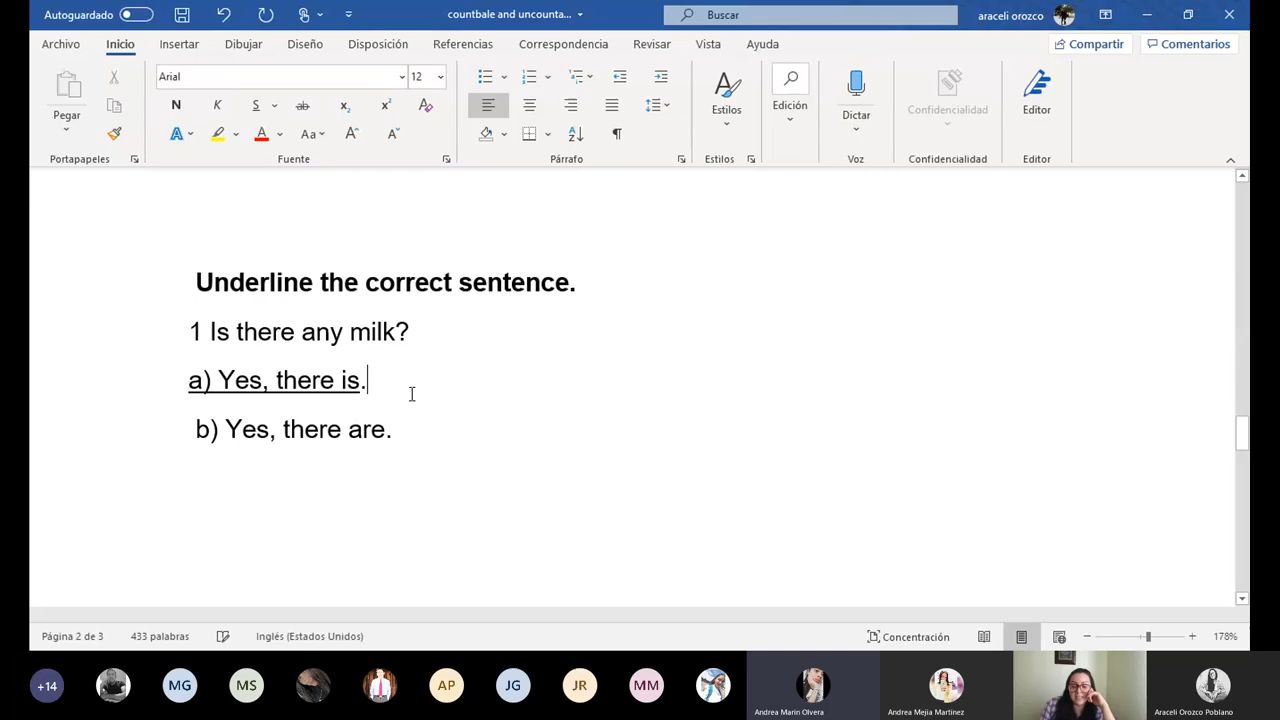 Autoguardado
countbale and uncounta...
Buscar
araceli orozco
Archivo
Inicio
Insertar
Dibujar
Diseño
Disposición
Referencias
Correspondencia
Revisar
Vista
Ayuda
Compartir
Comentarios
Pegar
Arial
12
N
K
S
ab
x₂
x²
A
A
Aa
A
A
Estilos
Edición
Dictar
Confidencialidad
Editor
Portapapeles
Fuente
Párrafo
Estilos
Voz
Confidencialidad
Editor
Underline the correct sentence.
1 Is there any milk?
a) Yes, there is.
b) Yes, there are.
Página 2 de 3
433 palabras
Inglés (Estados Unidos)
Concentración
178%
+14
MG
MS
AP
JG
JR
MM
Andrea Marin Olvera
Andrea Mejia Martinez
Araceli Orozco Poblano